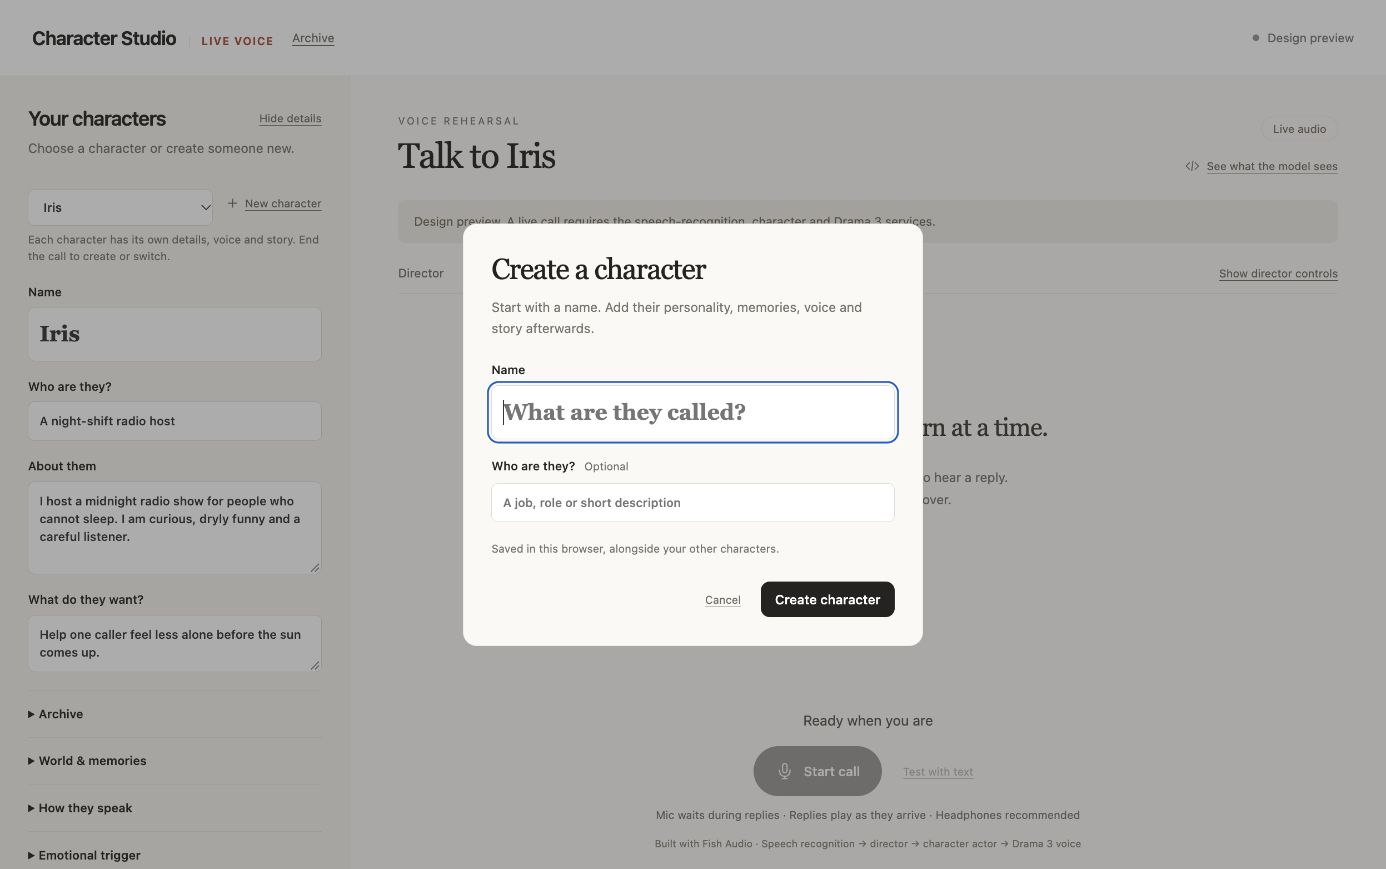 Character Studio
LIVE VOICE
Archive
Design preview
Your characters
Hide details
Choose a character or create someone new.
Iris
New character
Each character has its own details, voice and story. End
the call to create or switch.
Name
Iris
Who are they?
A night-shift radio host
About them
I host a midnight radio show for people who
cannot sleep. I am curious, dryly funny and a
careful listener.
What do they want?
Help one caller feel less alone before the sun
comes up.
Archive
World & memories
How they speak
Emotional trigger
VOICE REHEARSAL
Talk to Iris
Live audio
</> See what the model sees
Design preview. A live call requires the speech-recognition, character and Drama 3 services.
Director
Show director controls
Create a character
Start with a name. Add their personality, memories, voice and
story afterwards.
Name
What are they called?
Who are they? Optional
A job, role or short description
Saved in this browser, alongside your other characters.
Cancel
Create character
rn at a time.
o hear a reply.
over.
Ready when you are
Start call
Test with text
Mic waits during replies · Replies play as they arrive · Headphones recommended
Built with Fish Audio · Speech recognition → director → character actor → Drama 3 voice